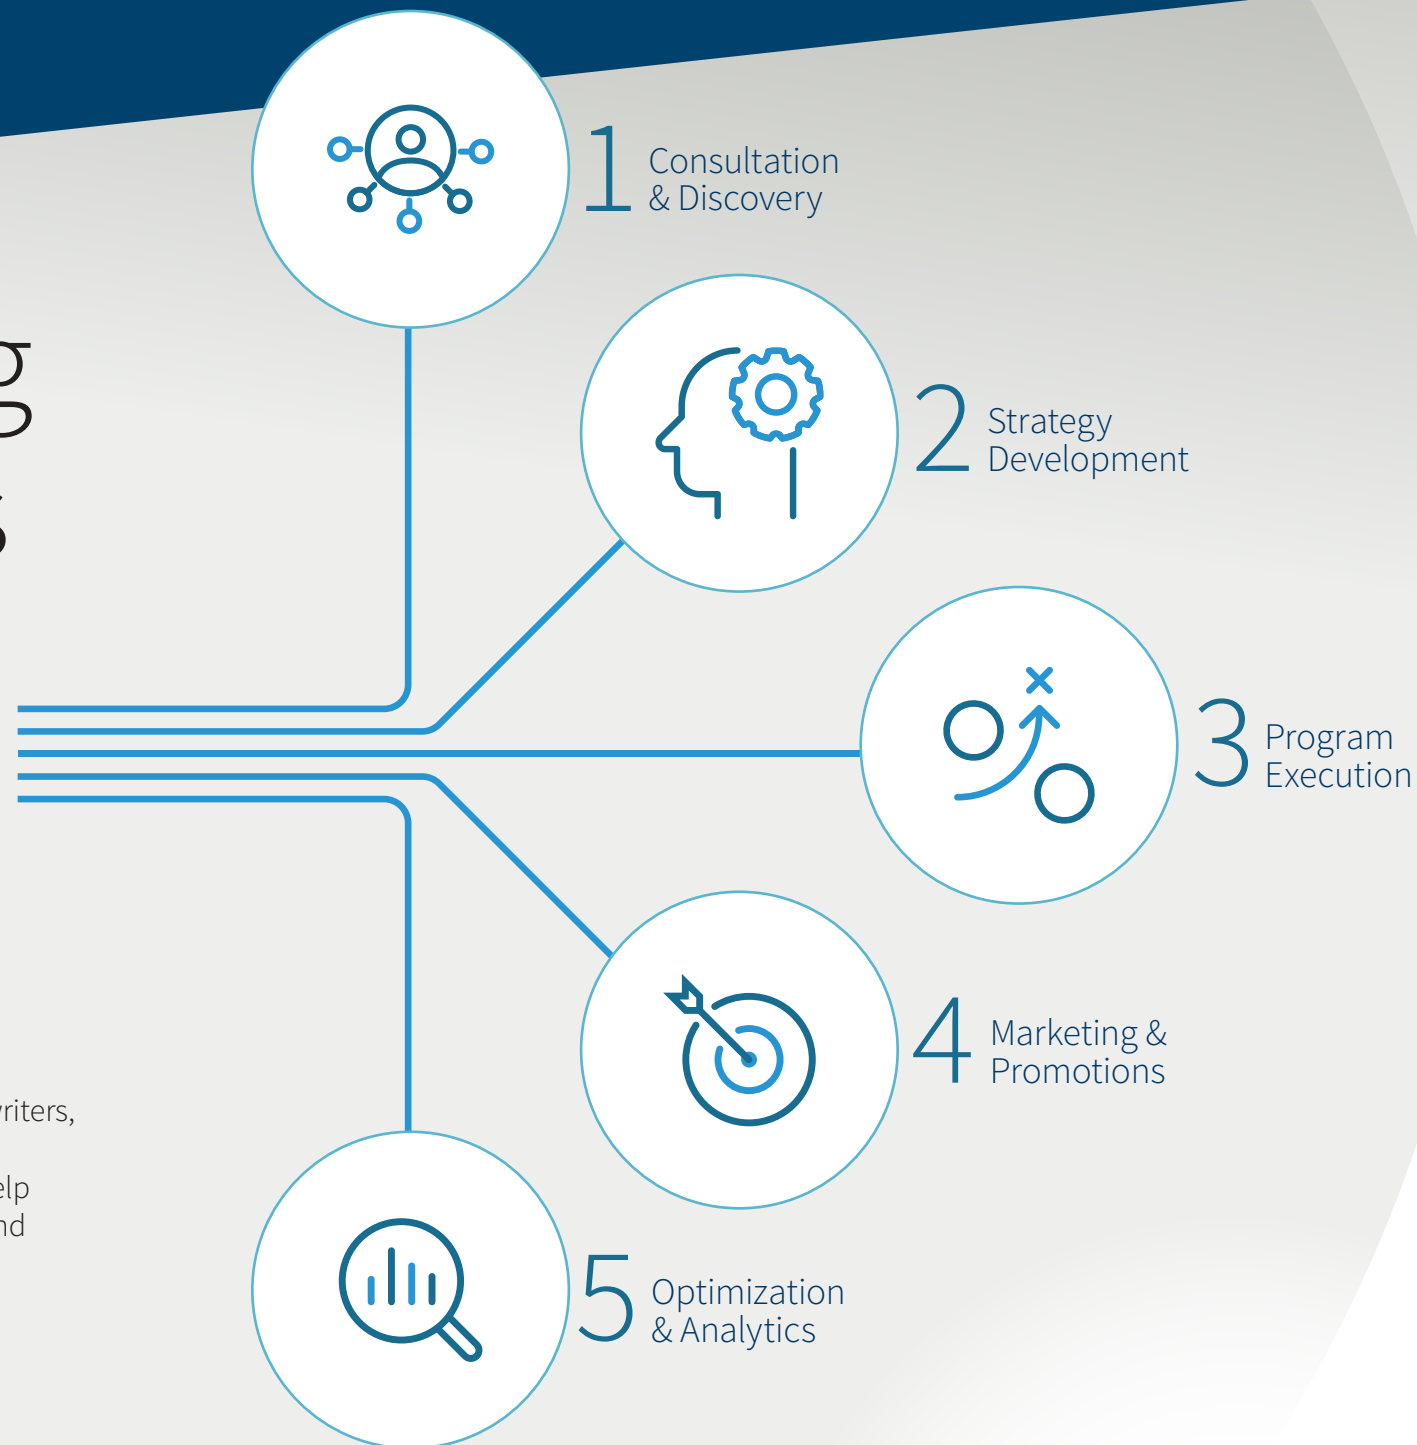 1
Consultation
& Discovery
2
Strategy
Development
3
Program
Execution
4
Marketing &
Promotions
5
Optimization
& Analytics